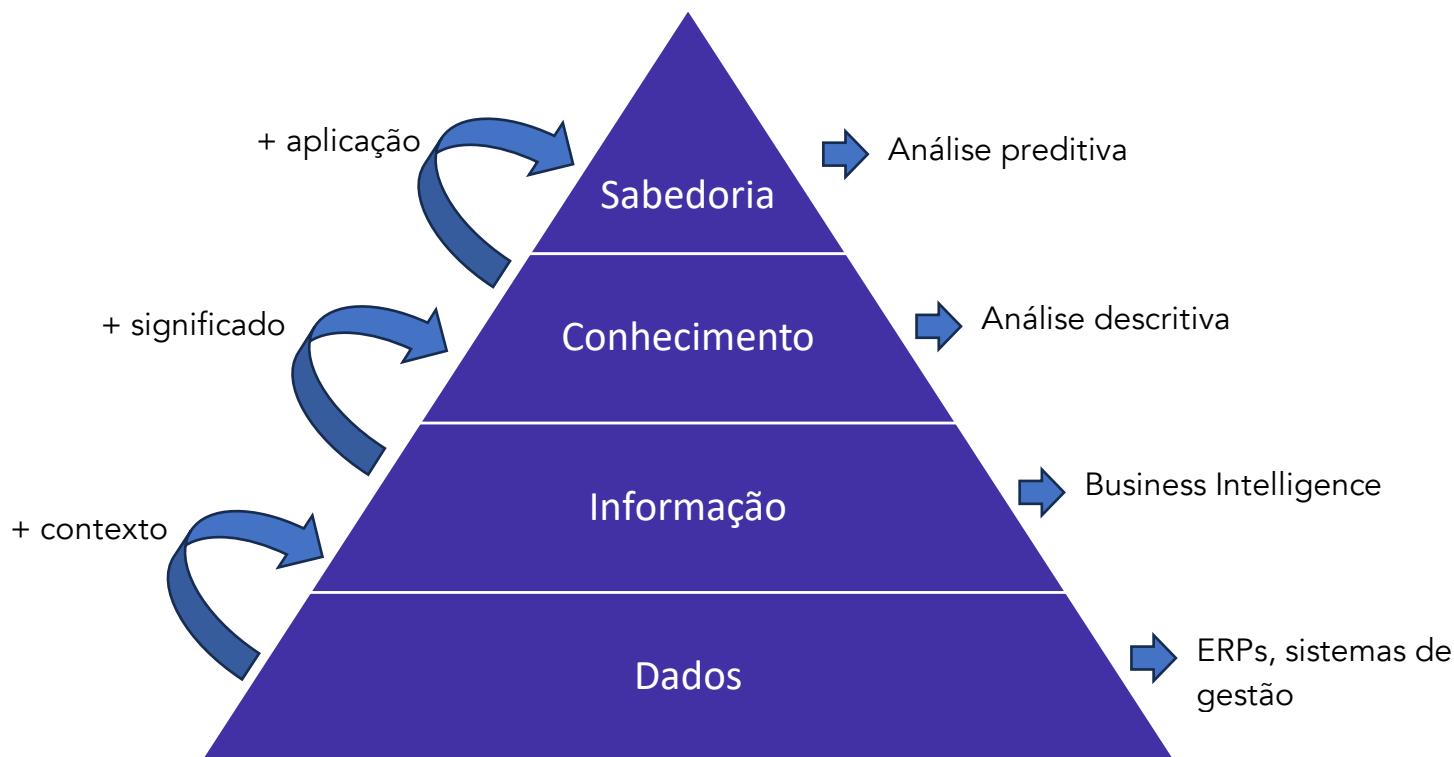 + aplicação
Análise preditiva
Sabedoria
+ significado
Análise descritiva
Conhecimento
Business Intelligence
Informação
+ contexto
ERPs, sistemas de
gestão
Dados